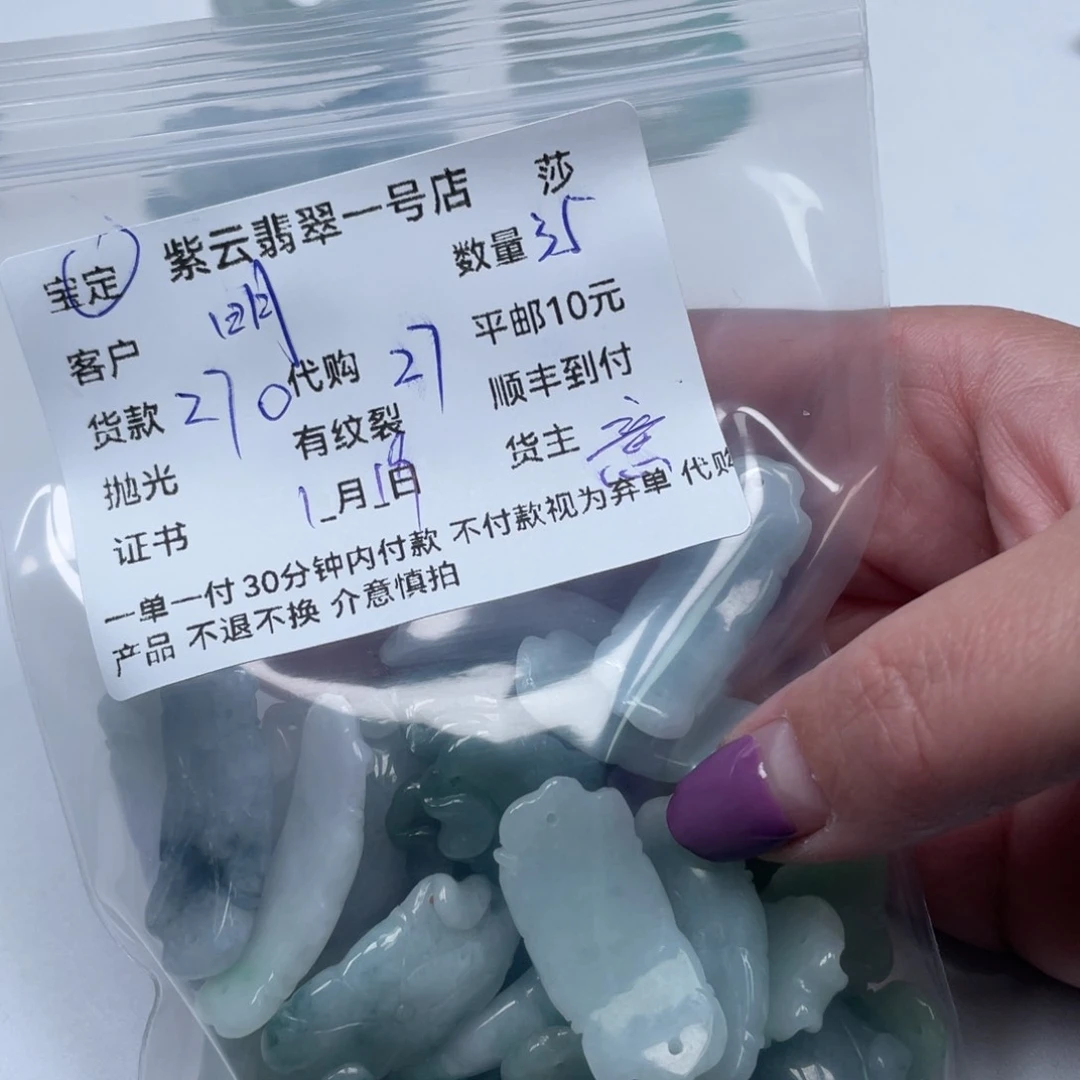 紫云翡翠一号店 莎
宝定 数量 35
客户 明 平邮10元
货款 270 代购 27 顺丰到付
抛光 有纹裂 货主
证书 1月18日
一单一付 30分钟内付款 不付款视为弃单 代购
产品 不退不换 介意慎拍